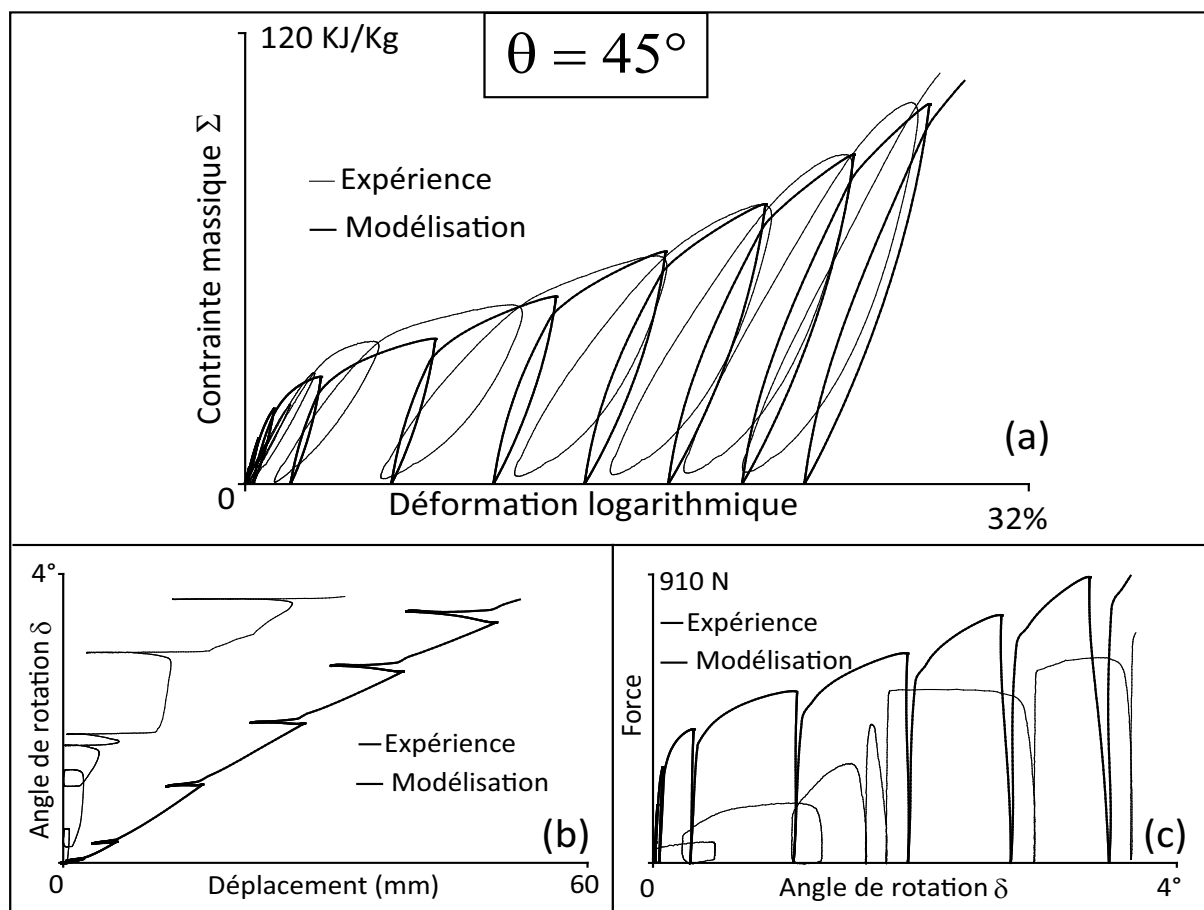 120 KJ/Kg
θ = 45°
Contrainte massique Σ
Expérience
Modélisation
(a)
0
Déformation logarithmique
32%
4°
Angle de rotation δ
Expérience
Modélisation
(b)
0
Déplacement (mm)
60
910 N
Expérience
Modélisation
Force
(c)
0
Angle de rotation δ
4°